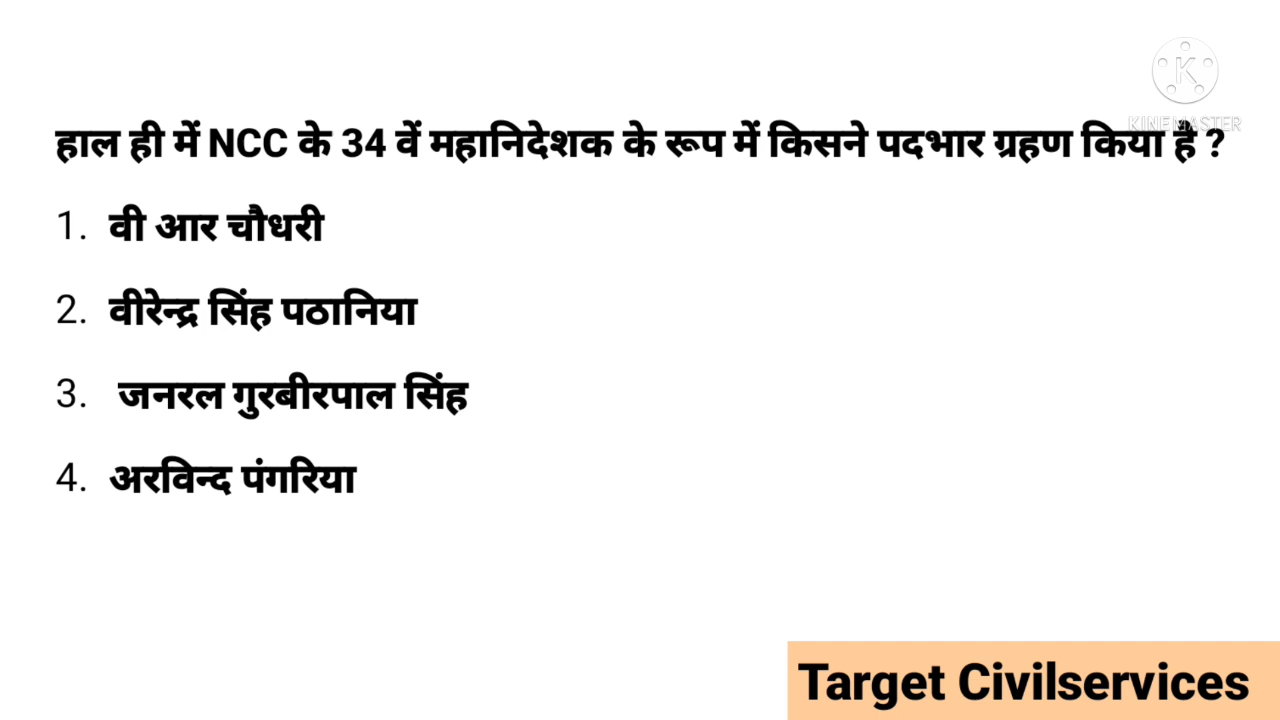 K
KINEMASTER
हाल ही में NCC के 34 वें महानिदेशक के रूप में किसने पदभार ग्रहण किया है ?
1. वी आर चौधरी
2. वीरेन्द्र सिंह पठानिया
3. जनरल गुरबीरपाल सिंह
4. अरविन्द पंगरिया
Target Civilservices